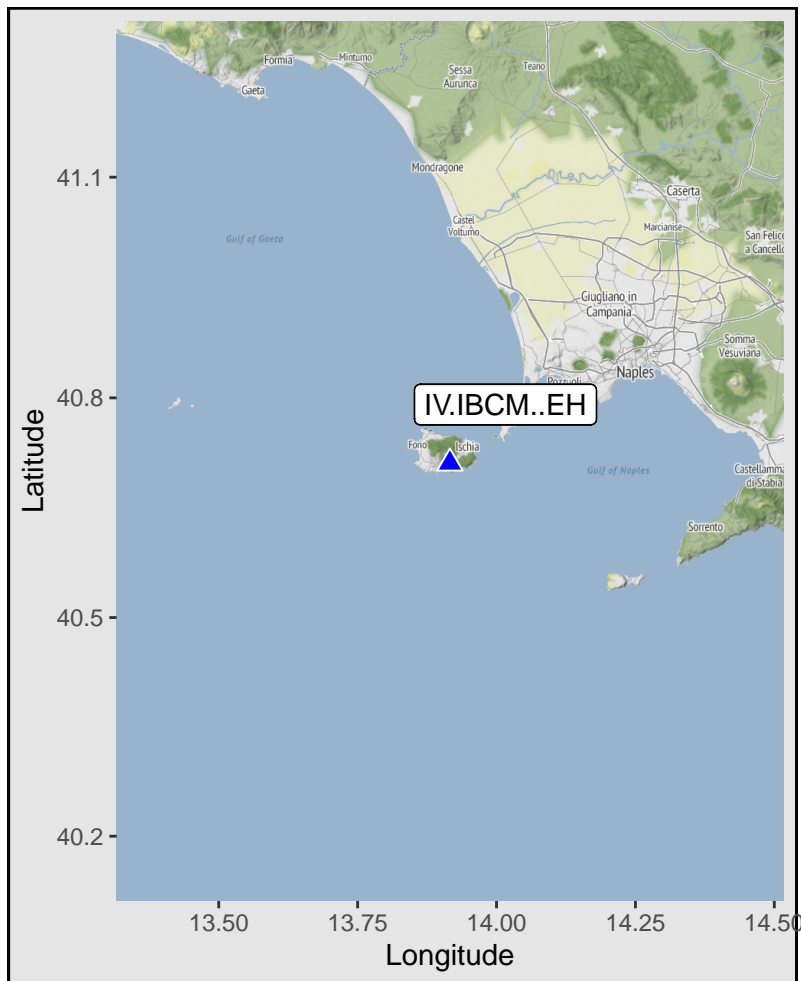 Formia
Minturno
Gaeta
Sessa
Aurunca
Teano
Mondragone
Castel
Volturno
Caserta
Marcianise
San Felice
a Cancello
Gulf of Gaeta
Giugliano in
Campania
Somma
Vesuviana
Naples
Pozzuoli
IV.IBCM..EH
Forio
Ischia
Gulf of Naples
Castellamma
di Stabia
Sorrento
41.1
40.8
40.5
40.2
Latitude
13.50
13.75
14.00
14.25
14.50
Longitude